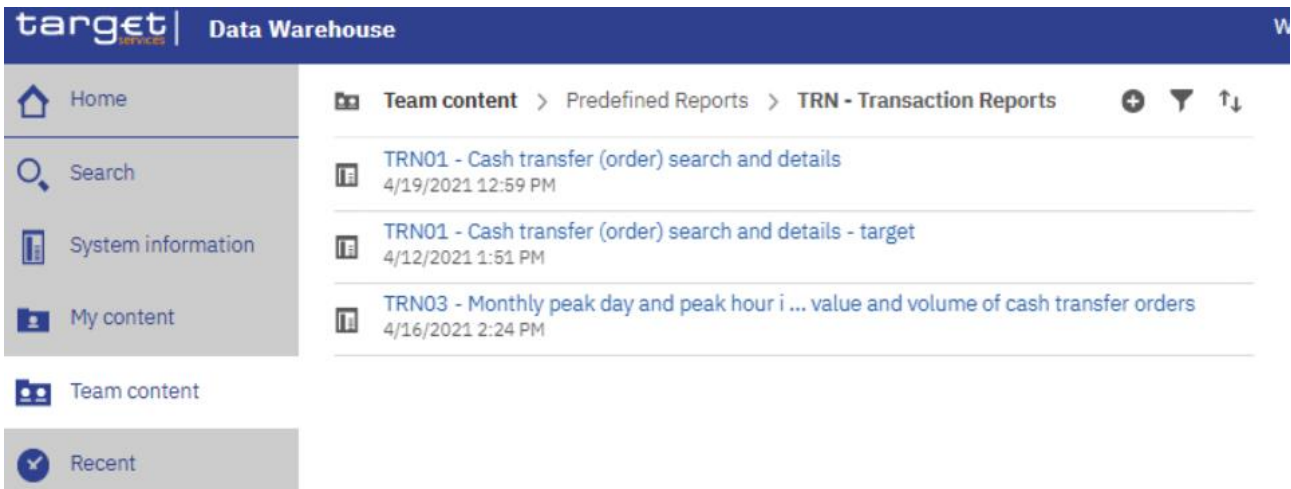 target services | Data Warehouse
W
Home
Search
System information
My content
Team content
Recent
Team content > Predefined Reports > TRN - Transaction Reports
TRN01 - Cash transfer (order) search and details
4/19/2021 12:59 PM
TRN01 - Cash transfer (order) search and details - target
4/12/2021 1:51 PM
TRN03 - Monthly peak day and peak hour i ... value and volume of cash transfer orders
4/16/2021 2:24 PM